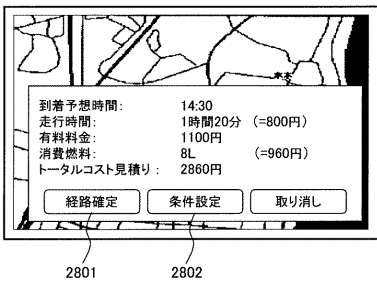 到着予想時間: 14:30
走行時間: 1時間20分 (=800円)
有料料金: 1100円
消費燃料: 8L (=960円)
トータルコスト見積り: 2860円
経路確定 条件設定 取り消し
2801 2802